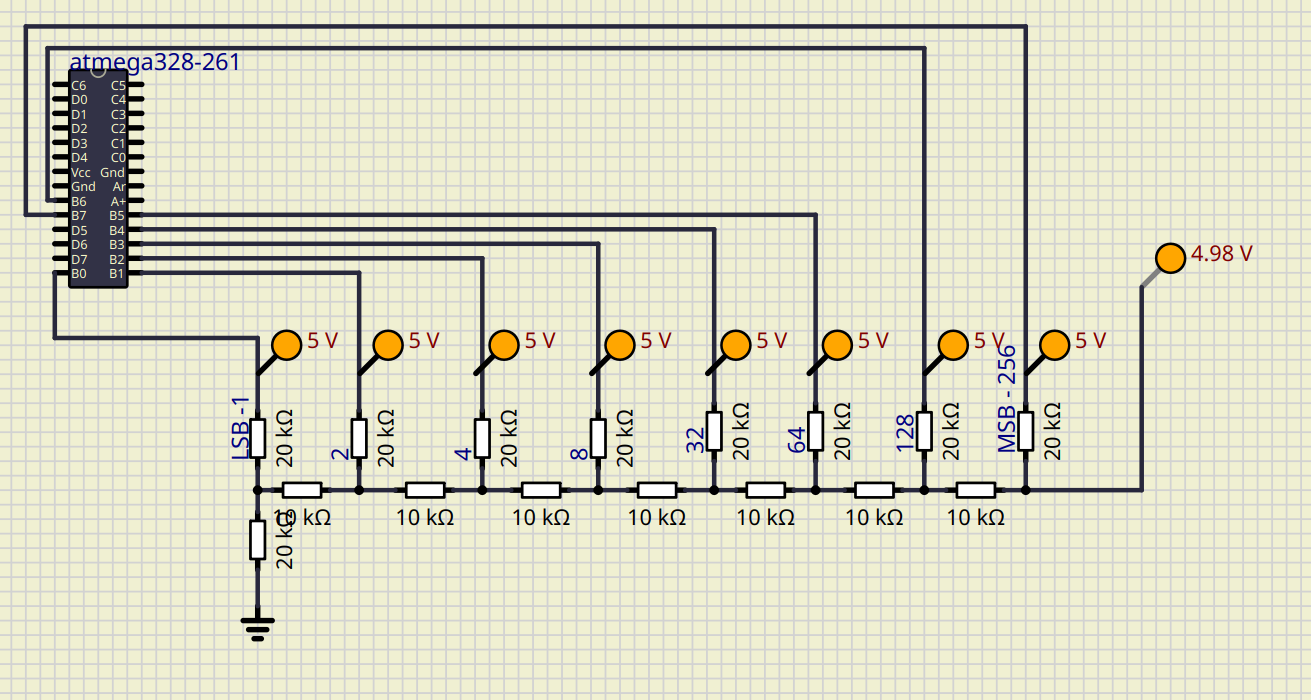 atmega328-261
C6 C5
D0 C4
D1 C3
D2 C2
D3 C1
D4 C0
Vcc Gnd
Gnd Ar
B6 A+
B7 B5
D5 B4
D6 B3
D7 B2
B0 B1
4.98 V
5 V
5 V
5 V
5 V
5 V
5 V
5 V
5 V
LSB -1
20 kΩ
2
20 kΩ
4
20 kΩ
8
20 kΩ
32
20 kΩ
64
20 kΩ
128
20 kΩ
MSB - 256
20 kΩ
10 kΩ
10 kΩ
10 kΩ
10 kΩ
10 kΩ
10 kΩ
10 kΩ
20 kΩ